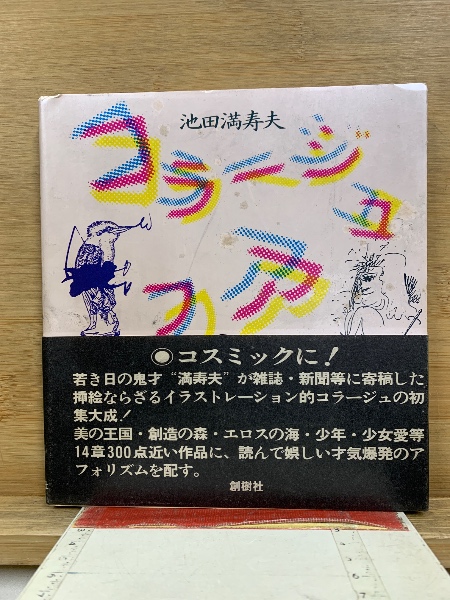 池田満寿夫
コラージュ
ファ
◉コスミックに！
若き日の鬼才“満寿夫”が雑誌・新聞等に寄稿した
挿絵ならざるイラストレーション的コラージュの初
集大成！
美の王国・創造の森・エロスの海・少年・少女愛等
14章300点近い作品に、読んで娯しい才気爆発のア
フォリズムを配す。
創樹社